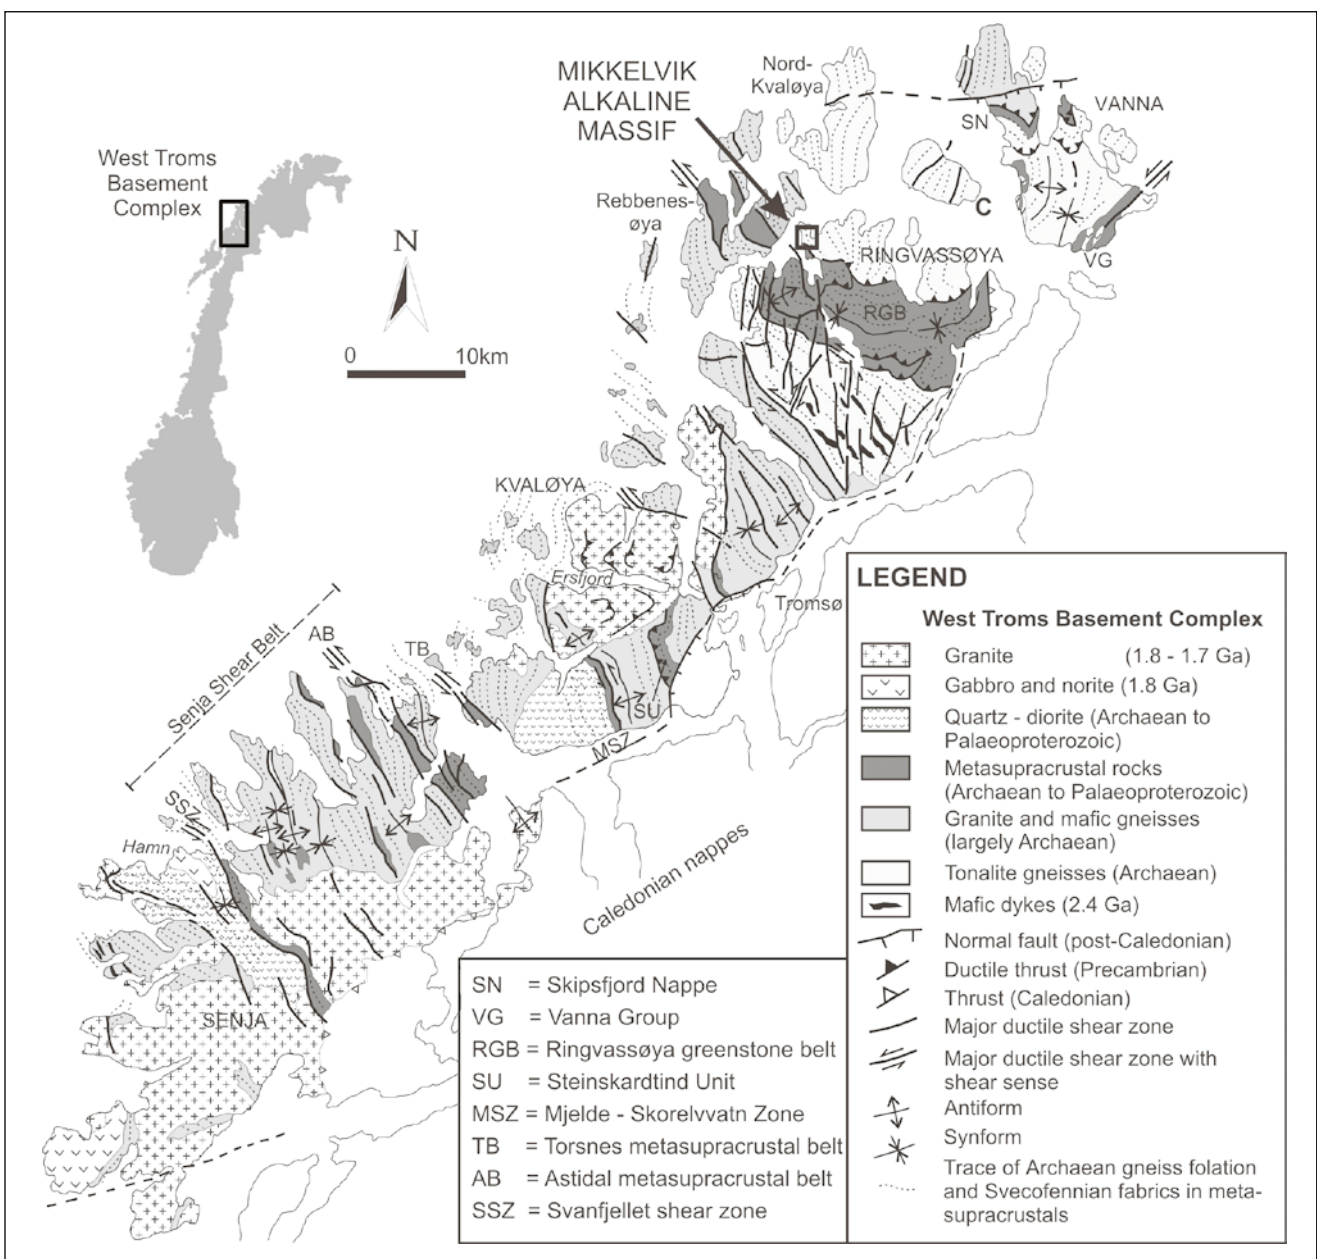 MIKKELVIK
ALKALINE
MASSIF
Nord-
Kvaløya
SN
VANNA
West Troms
Basement
Complex
N
0 10km
Rebbenes-
øya
C
VG
RINGVASSØYA
RGB
KVALØYA
Ersfjord
Tromsø
Senja Shear Belt
AB
TB
SU
MSZ
SSZ
Hamn
Caledonian nappes
SENJA
SN = Skipsfjord Nappe
VG = Vanna Group
RGB = Ringvassøya greenstone belt
SU = Steinskardtind Unit
MSZ = Mjelde - Skorelvvatn Zone
TB = Torsnes metasupracrustal belt
AB = Astidal metasupracrustal belt
SSZ = Svanfjellet shear zone
LEGEND
West Troms Basement Complex
Granite (1.8 - 1.7 Ga)
Gabbro and norite (1.8 Ga)
Quartz - diorite (Archaean to
Palaeoproterozoic)
Metasupracrustal rocks
(Archaean to Palaeoproterozoic)
Granite and mafic gneisses
(largely Archaean)
Tonalite gneisses (Archaean)
Mafic dykes (2.4 Ga)
Normal fault (post-Caledonian)
Ductile thrust (Precambrian)
Thrust (Caledonian)
Major ductile shear zone
Major ductile shear zone with
shear sense
Antiform
Synform
Trace of Archaean gneiss folation
and Svecofennian fabrics in meta-
supracrustals